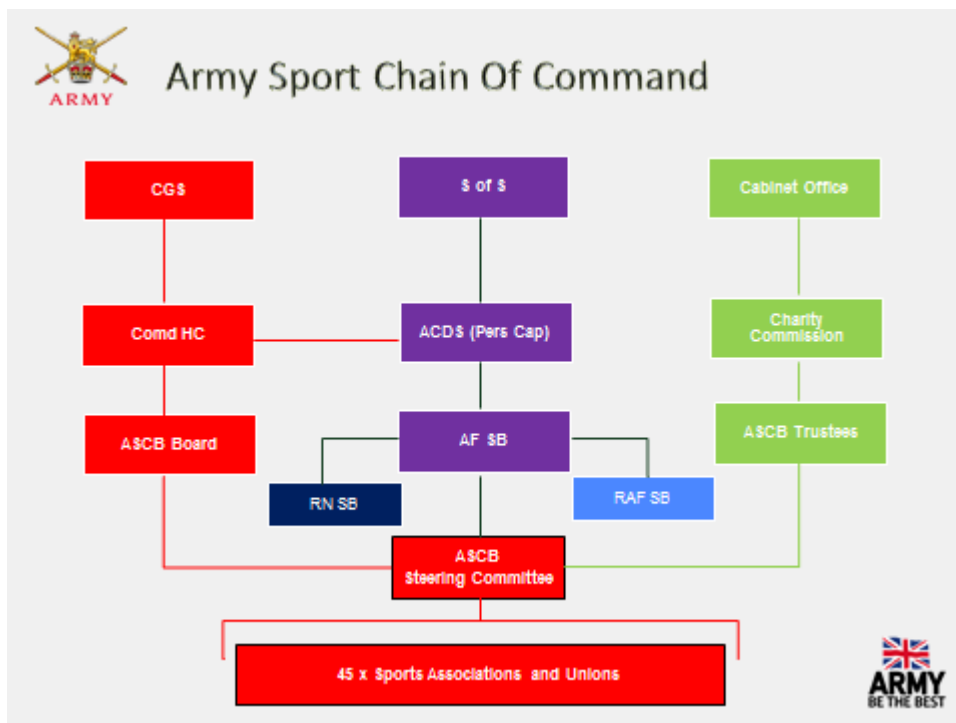 ARMY
Army Sport Chain Of Command
CGS
S of S
Cabinet Office
Comd HC
ACDS (Pers Cap)
Charity
Commission
ASCB Board
AF SB
ASCB Trustees
RN SB
RAF SB
ASCB
Steering Committee
45 x Sports Associations and Unions
ARMY
BE THE BEST